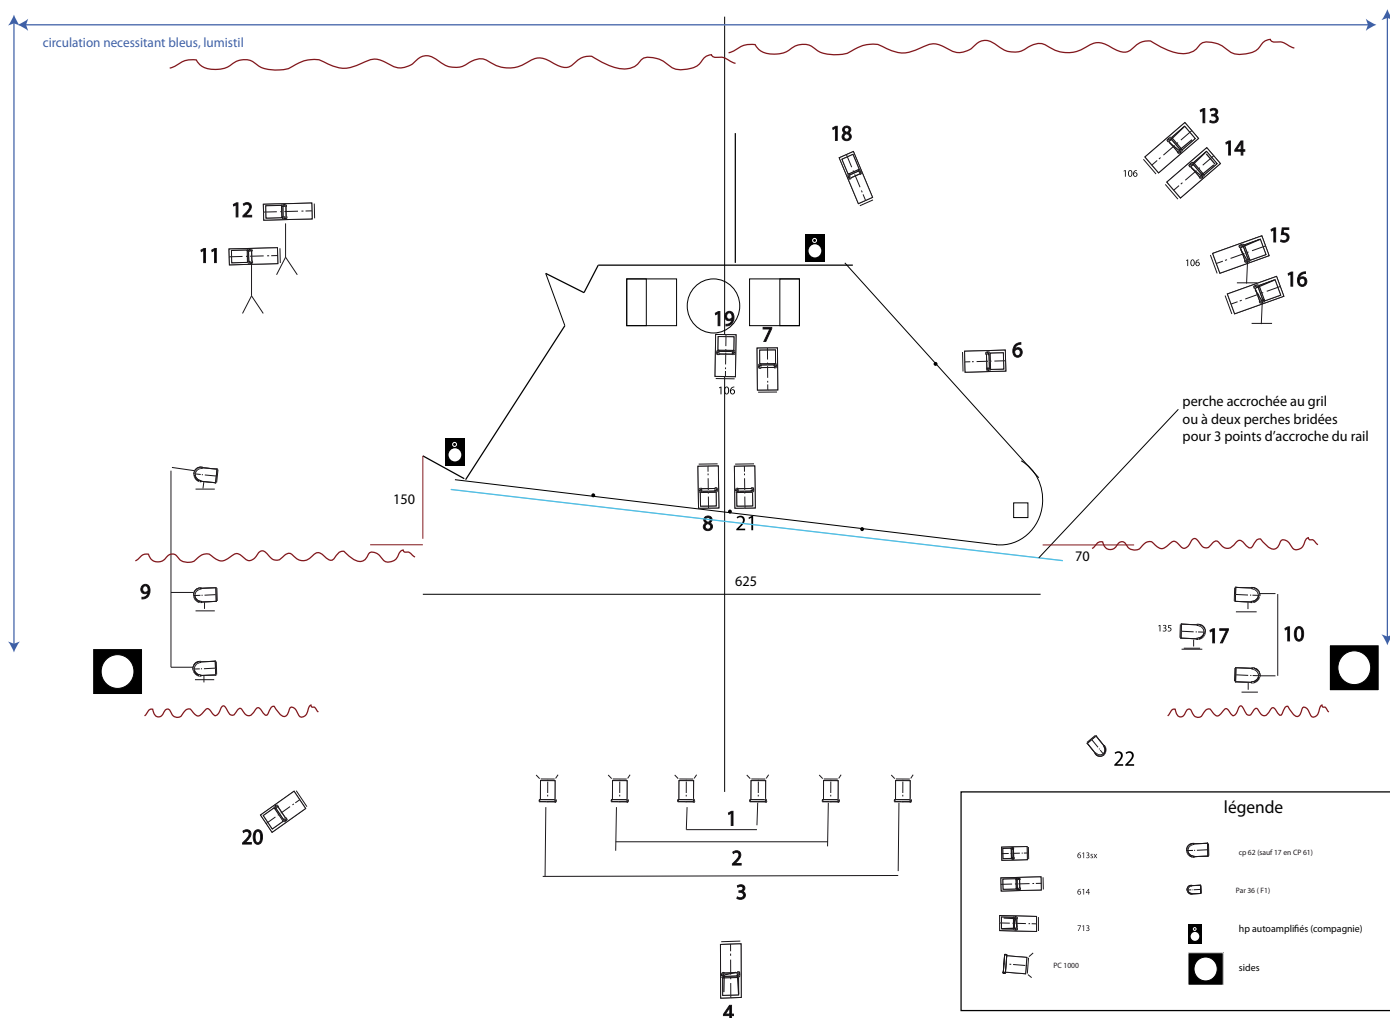 circulation necessitant bleus, lumistil
13
18
14
106
12
11
15
106
16
19
7
6
106
perche accrochée au gril
ou à deux perches bridées
pour 3 points d'accroche du rail
150
8
21
70
9
625
135
17
10
22
1
20
2
3
4
légende
613sx
cp 62 (sauf 17 en CP 61)
614
Par 36 ( F1)
713
hp autoamplifiés (compagnie)
PC 1000
sides